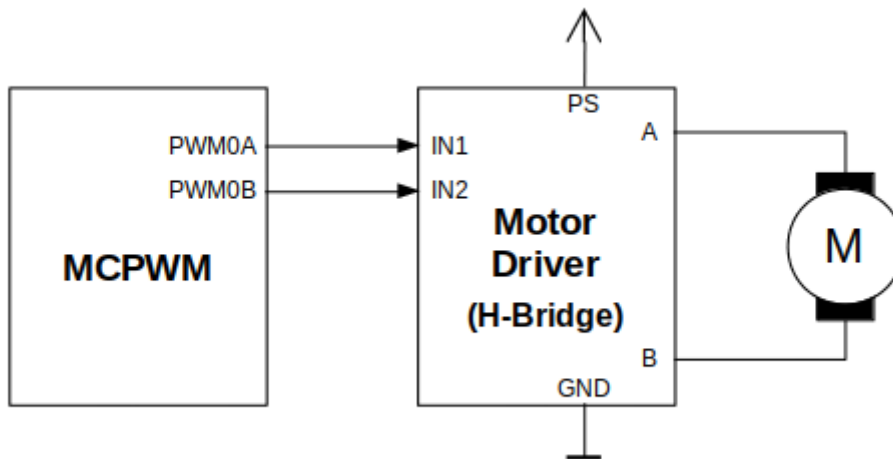 PS
A
PWM0A
IN1
PWM0B
IN2
Motor
Driver
(H-Bridge)
MCPWM
M
B
GND